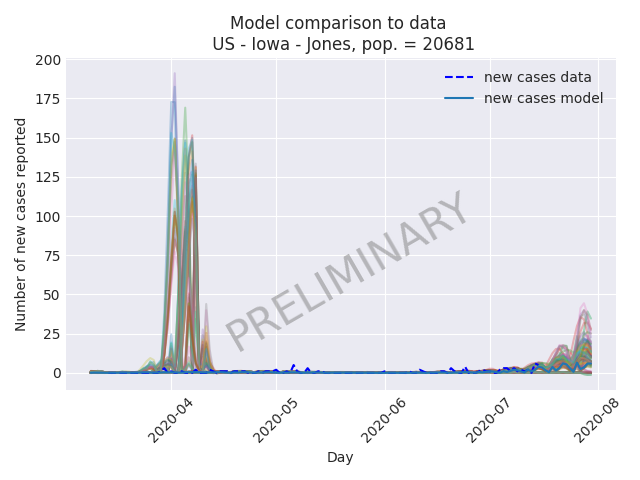 Model comparison to data
US - Iowa - Jones, pop. = 20681
Number of new cases reported
200
175
150
125
100
75
50
25
0
new cases data
new cases model
PRELIMINARY
2020-04
2020-05
2020-06
2020-07
2020-08
Day